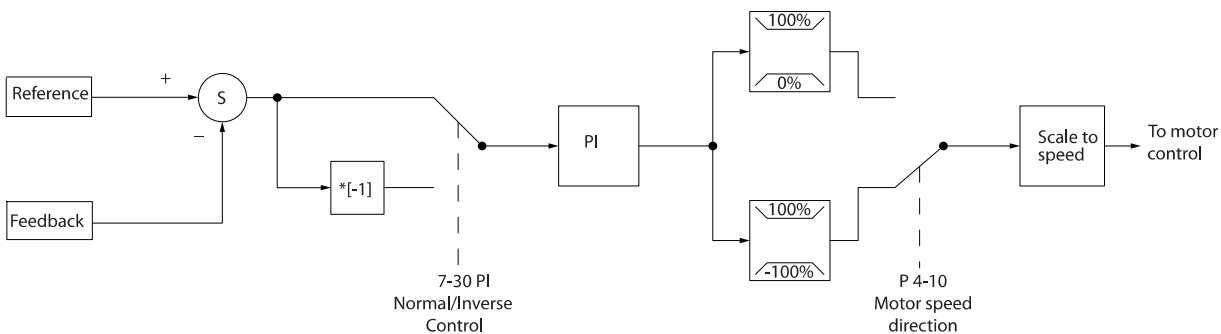 Reference
+
S
–
Feedback
*[-1]
7-30 PI
Normal/Inverse
Control
PI
100%
0%
100%
-100%
P 4-10
Motor speed
direction
Scale to
speed
To motor
control